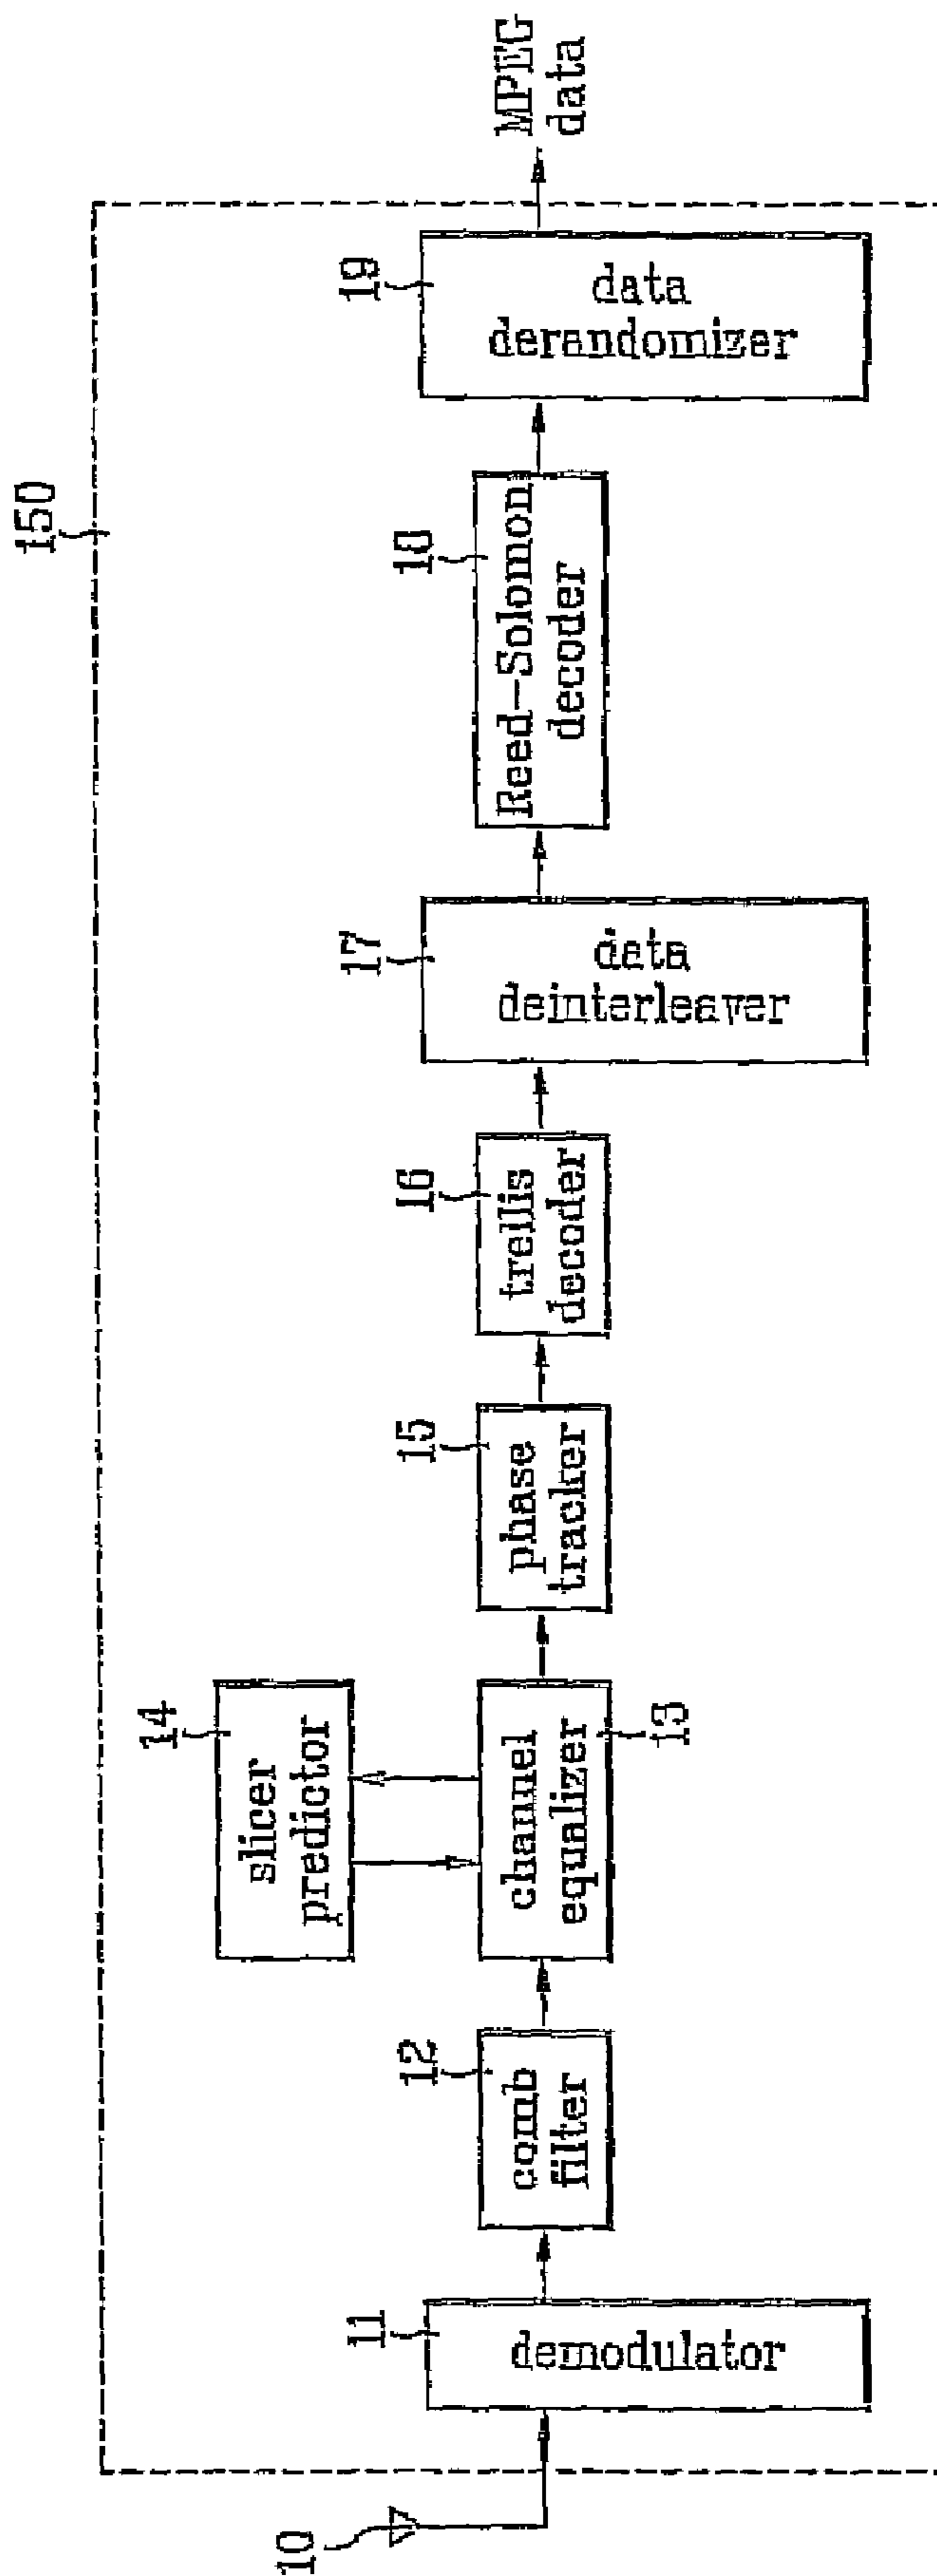 150
10
11
demodulator
12
comb
filter
13
channel
equalizer
14
slicer
predictor
15
phase
tracker
16
trellis
decoder
17
data
deinterleaver
18
Reed-Solomon
decoder
19
data
derandomizer
MPEG
data